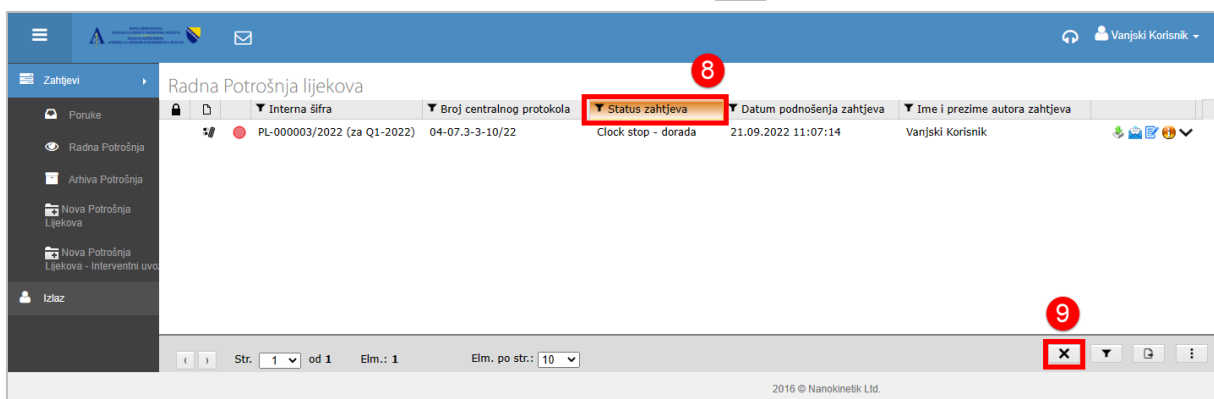 Vanjski Korisnik
Zahtjevi
Radna Potrošnja lijekova
8
Interna šifra
Broj centralnog protokola
Status zahtjeva
Datum podnošenja zahtjeva
Ime i prezime autora zahtjeva
Poruke
PL-000003/2022 (za Q1-2022)
04-07.3-3-10/22
Clock stop - dorada
21.09.2022 11:07:14
Vanjski Korisnik
Radna Potrošnja
Arhiva Potrošnja
Nova Potrošnja
Lijekova
Nova Potrošnja
Lijekova - Interventni uvo
Izlaz
9
Str. 1 od 1 Elm.: 1 Elm. po str.: 10
2016 © Nanokinetik Ltd.